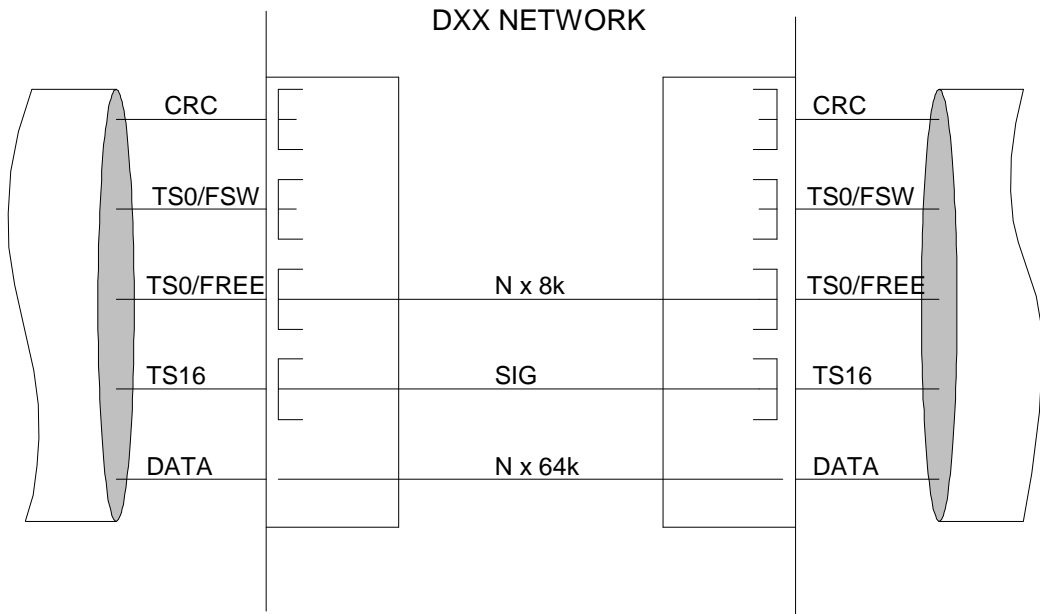 DXX NETWORK
CRC CRC
TS0/FSW TS0/FSW
TS0/FREE N x 8k TS0/FREE
TS16 SIG TS16
DATA N x 64k DATA